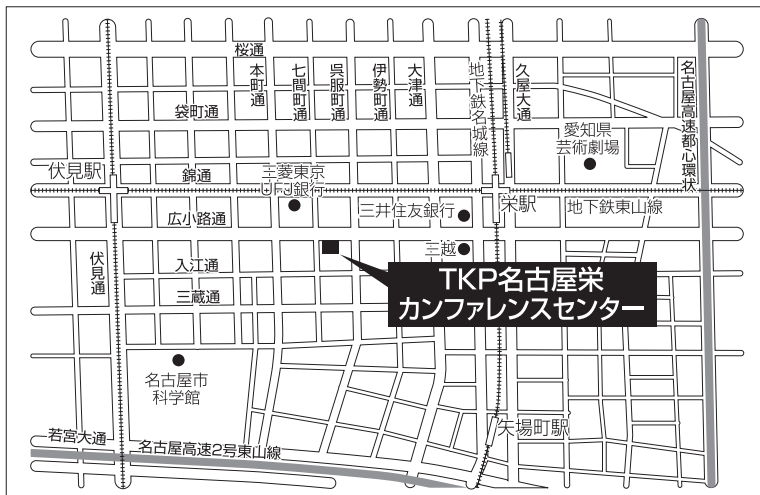 桜通
本町通
七間町通
呉服町通
伊勢町通
大津通
地下鉄名城線
久屋大通
名古屋高速都心環状
袋町通
愛知県
芸術劇場
伏見駅
錦通
三菱東京
UFJ銀行
三井住友銀行
栄駅
地下鉄東山線
広小路通
伏見通
入江通
三越
TKP名古屋栄
カンファレンスセンター
三蔵通
名古屋市
科学館
若宮大通
名古屋高速2号東山線
矢場町駅